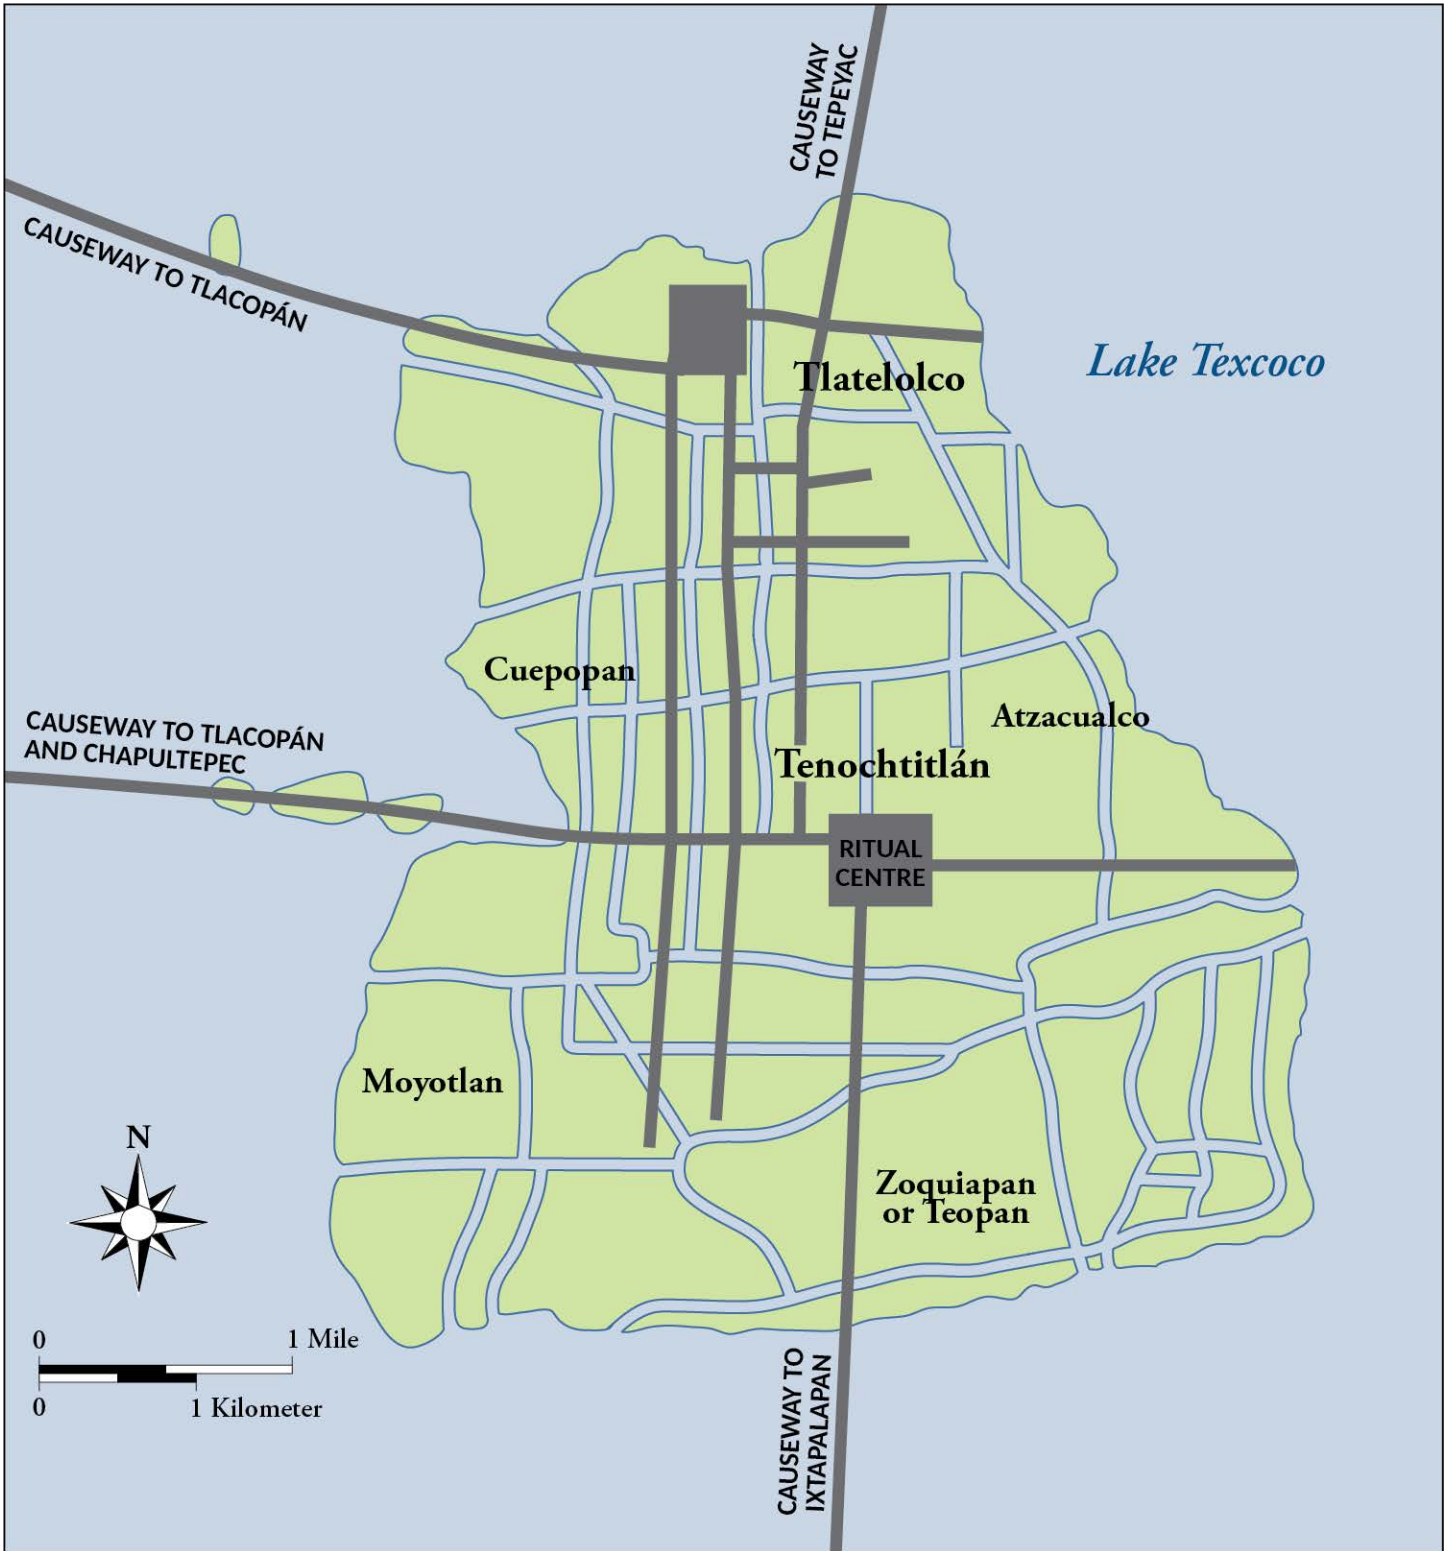 CAUSEWAY
TO TEPEYAC
CAUSEWAY TO TLACOPÁN
Lake Texcoco
Tlatelolco
Cuepopan
Atzacualco
CAUSEWAY TO TLACOPÁN
AND CHAPULTEPEC
Tenochtitlán
RITUAL
CENTRE
Moyotlan
N
Zoquiapan
or Teopan
0
1 Mile
0
1 Kilometer
CAUSEWAY TO
IXTAPALAPAN